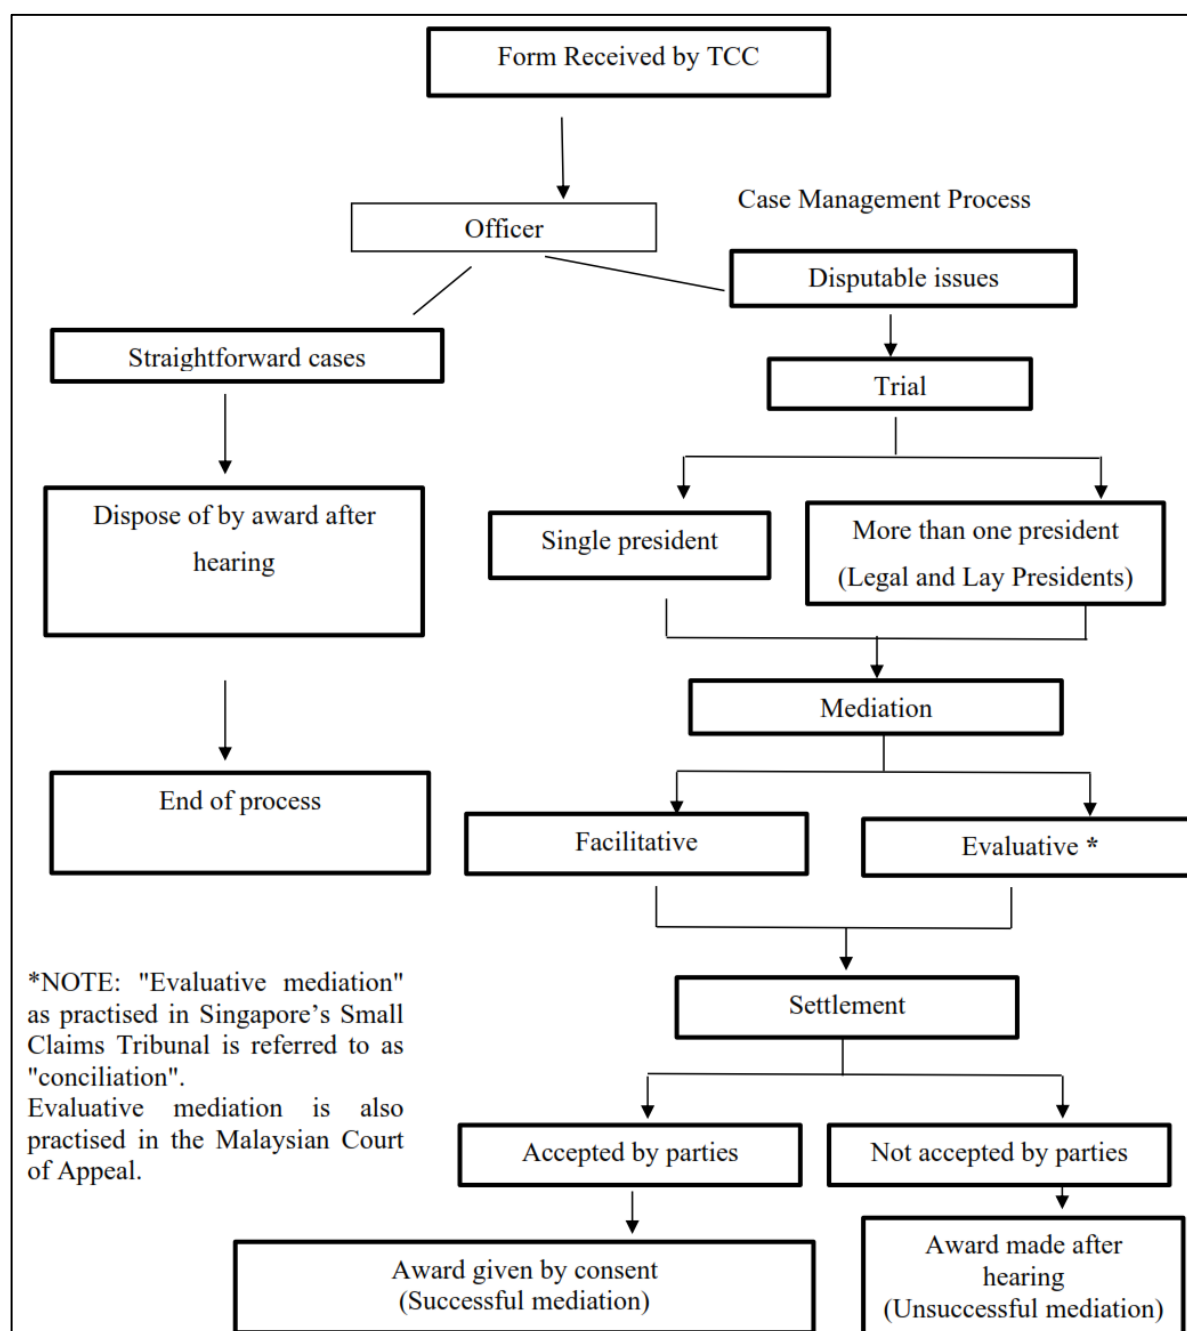 Form Received by TCC
Case Management Process
Officer
Disputable issues
Straightforward cases
Trial
Dispose of by award after
hearing
Single president
More than one president
(Legal and Lay Presidents)
Mediation
End of process
Facilitative
Evaluative *
*NOTE: "Evaluative mediation"
as practised in Singapore’s Small
Claims Tribunal is referred to as
"conciliation".
Evaluative mediation is also
practised in the Malaysian Court
of Appeal.
Settlement
Accepted by parties
Not accepted by parties
Award given by consent
(Successful mediation)
Award made after
hearing
(Unsuccessful mediation)